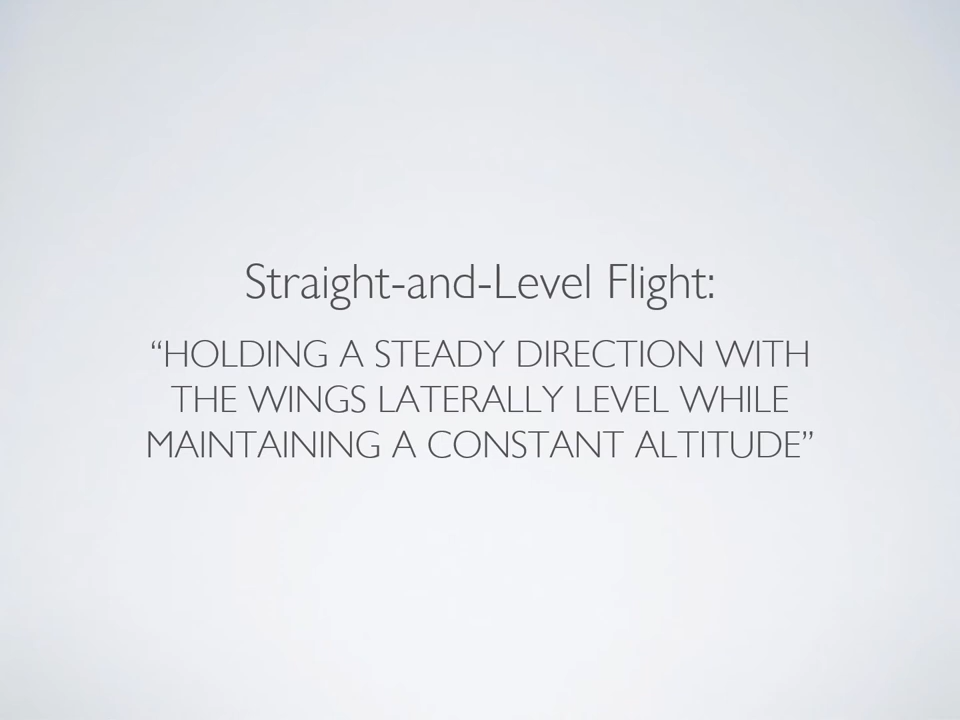 Straight-and-Level Flight:
“HOLDING A STEADY DIRECTION WITH
THE WINGS LATERALLY LEVEL WHILE
MAINTAINING A CONSTANT ALTITUDE”